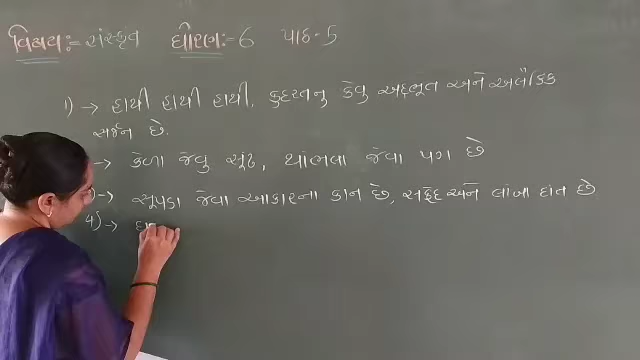 વિષય:= સંસ્કૃત ધોરણ:- 6 પાઠ-5
1) → હાથી હાથી હાથી, કુદરતનુ કેવુ અદ્દભૂત અને અલૌકિક
સર્જન છે.
→ કેળા જેવુ સૂંઢ, થાંભલા જેવા પગ છે
)→ સૂપડા જેવા આકારના કાન છે, સફેદ અને લાંબા દાંત છે
4) →